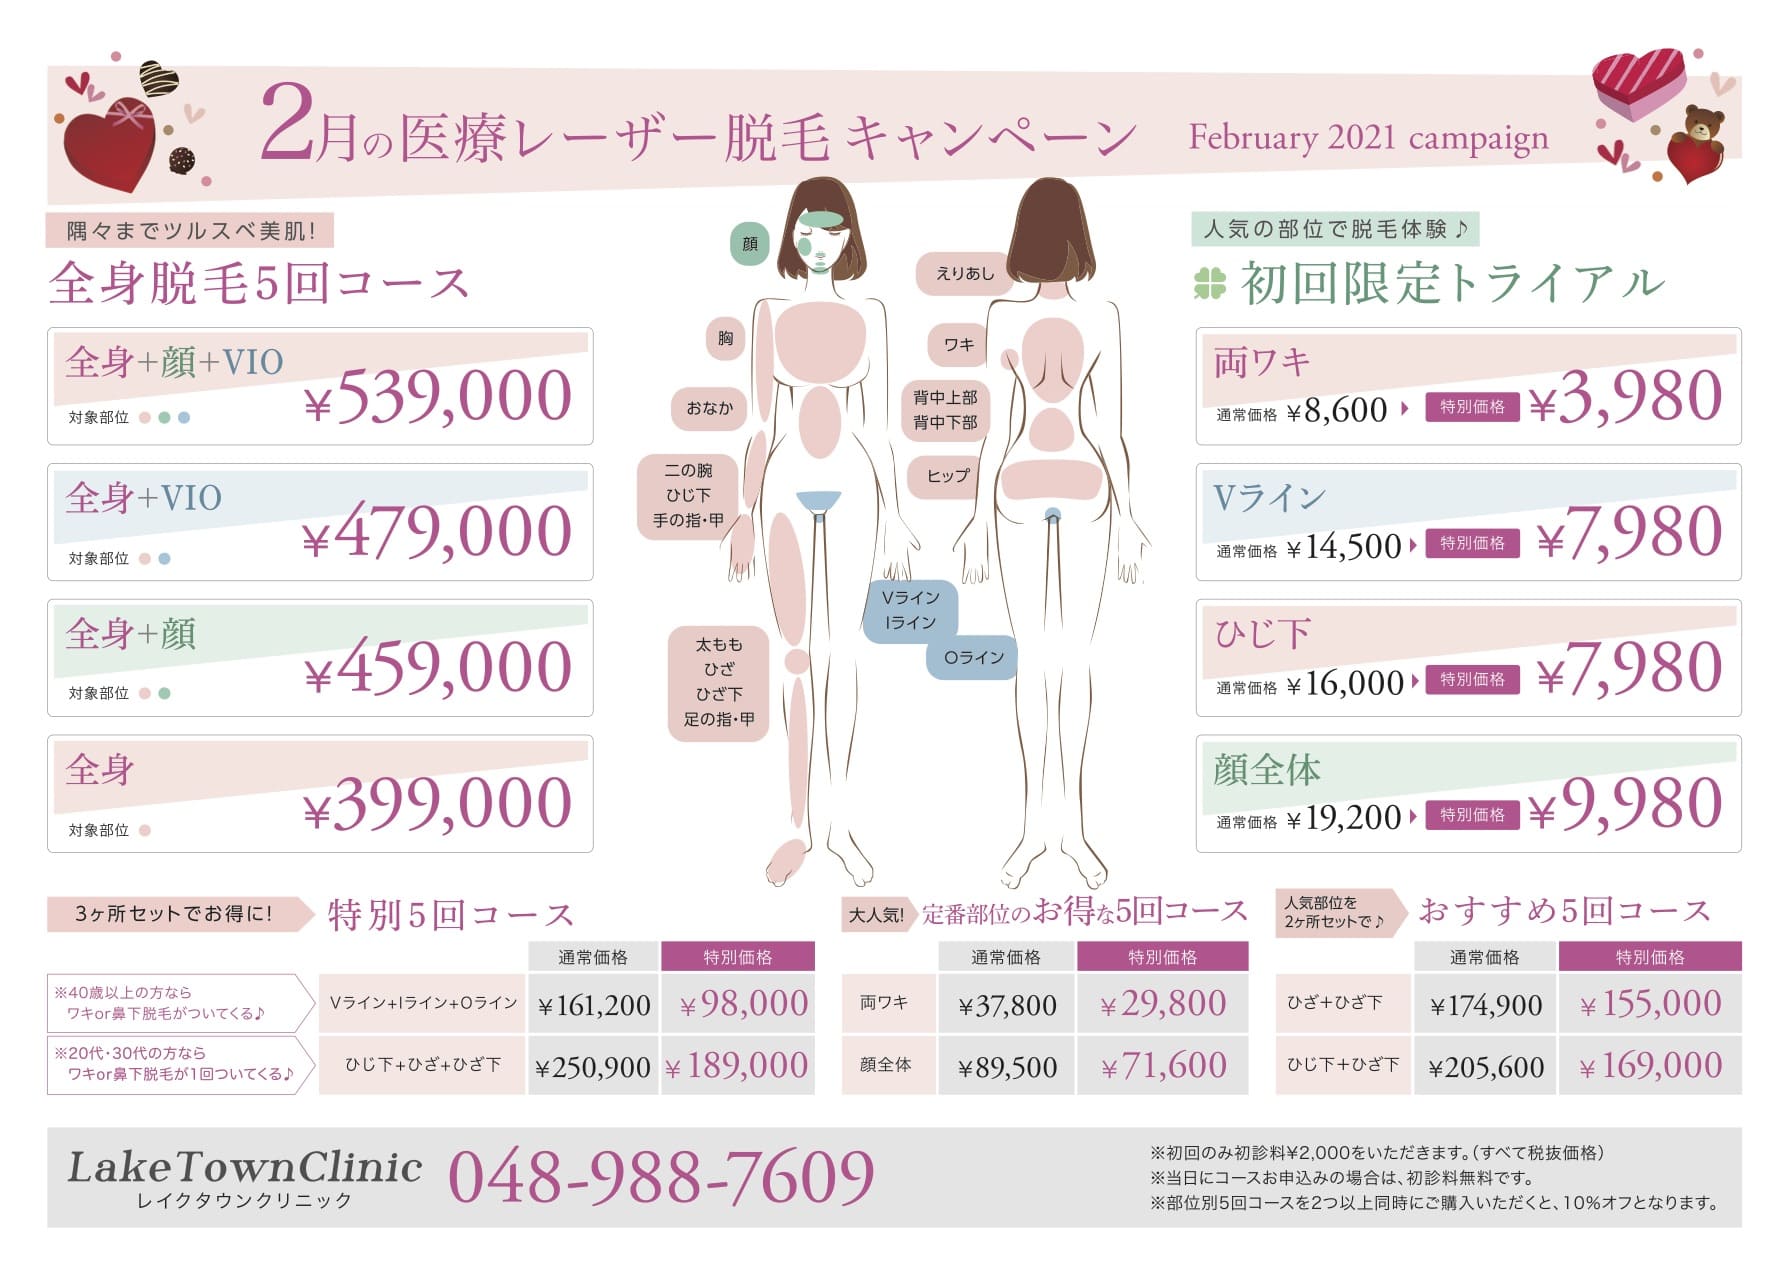 2月の医療レーザー脱毛 キャンペーン February 2021 campaign
隅々までツルスベ美肌!
全身脱毛5回コース
全身+顔+VIO
対象部位
¥539,000
全身+VIO
対象部位
¥479,000
全身+顔
対象部位
¥459,000
全身
対象部位
¥399,000
顔
胸
おなか
二の腕
ひじ下
手の指・甲
太もも
ひざ
ひざ下
足の指・甲
えりあし
ワキ
背中上部
背中下部
ヒップ
Vライン
Iライン
Oライン
人気の部位で脱毛体験♪
初回限定トライアル
両ワキ
通常価格 ¥8,600 特別価格 ¥3,980
Vライン
通常価格 ¥14,500 特別価格 ¥7,980
ひじ下
通常価格 ¥16,000 特別価格 ¥7,980
顔全体
通常価格 ¥19,200 特別価格 ¥9,980
3ヶ所セットでお得に! 特別5回コース
通常価格 特別価格
※40歳以上の方なら
ワキor鼻下脱毛がついてくる♪
Vライン+Iライン+Oライン ¥161,200 ¥98,000
※20代・30代の方なら
ワキor鼻下脱毛が1回ついてくる♪
ひじ下+ひざ+ひざ下 ¥250,900 ¥189,000
大人気! 定番部位のお得な5回コース
通常価格 特別価格
両ワキ ¥37,800 ¥29,800
顔全体 ¥89,500 ¥71,600
人気部位を
2ヶ所セットで♪
おすすめ5回コース
通常価格 特別価格
ひざ+ひざ下 ¥174,900 ¥155,000
ひじ下+ひざ下 ¥205,600 ¥169,000
LakeTownClinic
レイクタウンクリニック
048-988-7609
※初回のみ初診料¥2,000をいただきます。(すべて税抜価格)
※当日にコースお申込みの場合は、初診料無料です。
※部位別5回コースを2つ以上同時にご購入いただくと、10%オフとなります。